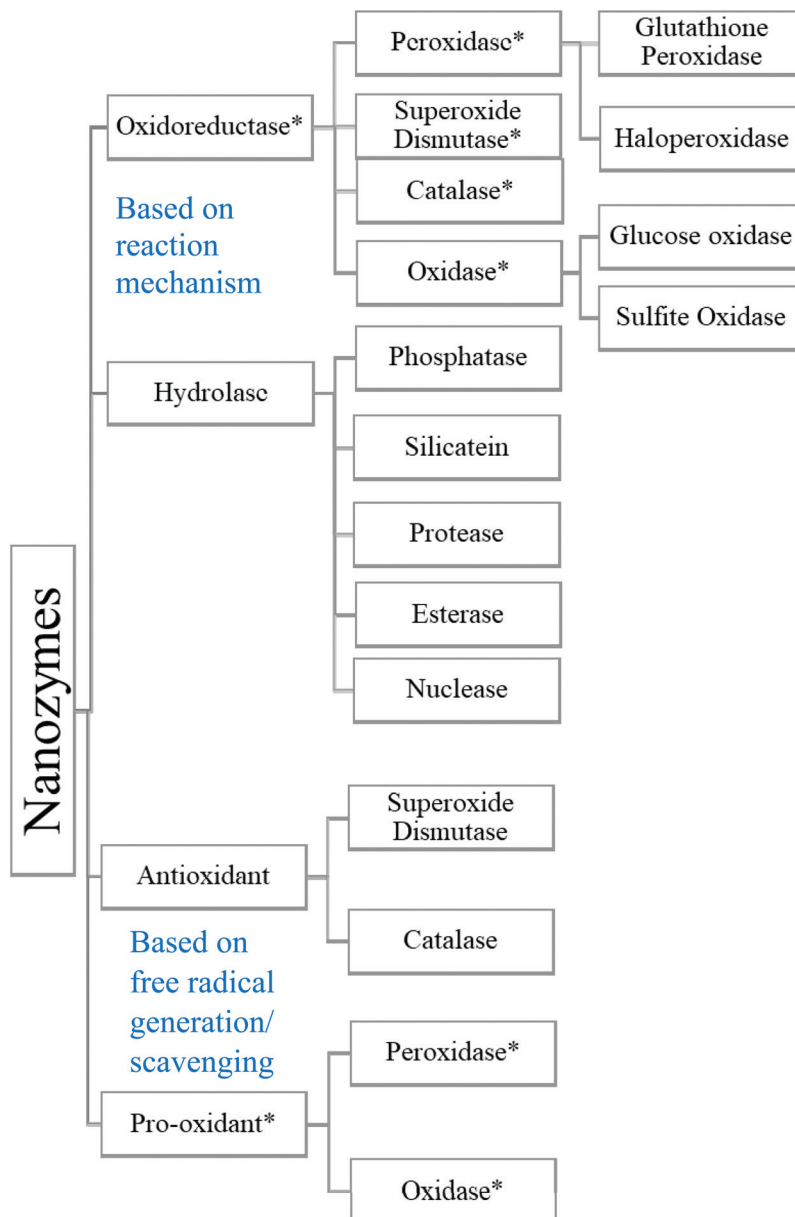 Nanozymes
Oxidoreductase*
Based on
reaction
mechanism
Peroxidase*
Glutathione
Peroxidase
Haloperoxidase
Superoxide
Dismutase*
Catalase*
Oxidase*
Glucose oxidase
Sulfite Oxidase
Hydrolase
Phosphatase
Silicatein
Protease
Esterase
Nuclease
Antioxidant
Superoxide
Dismutase
Catalase
Based on
free radical
generation/
scavenging
Pro-oxidant*
Peroxidase*
Oxidase*